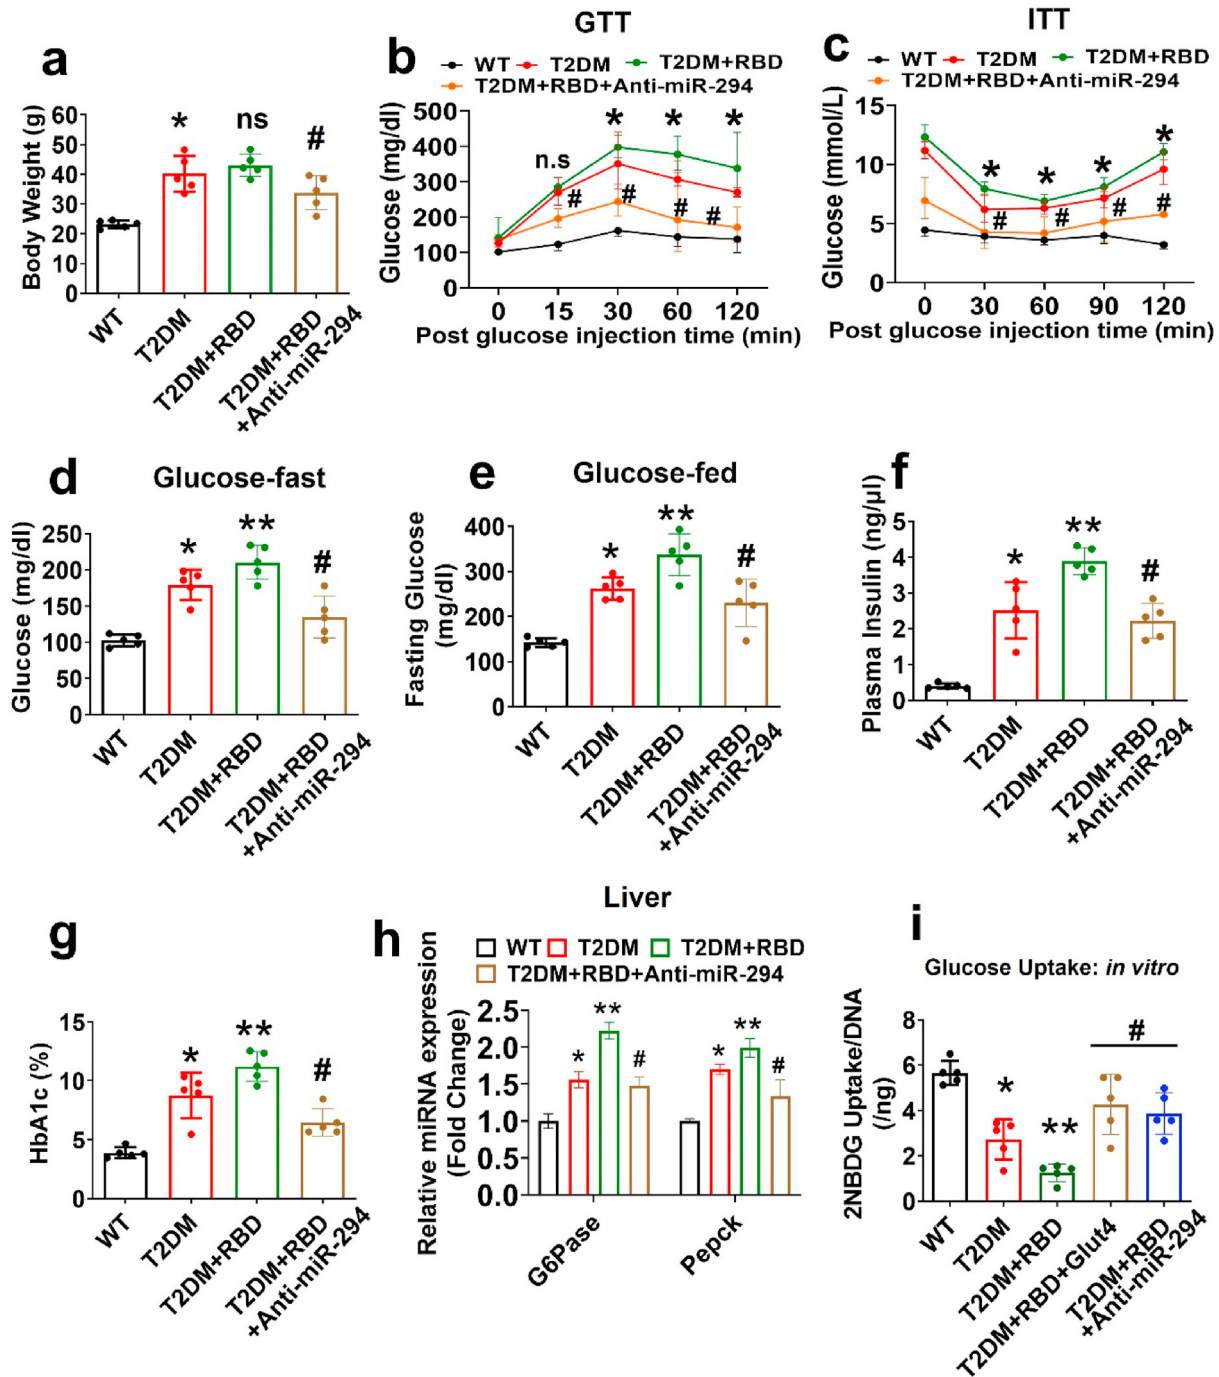 a
Body Weight (g)
60
50
40
30
20
10
0
*
ns
#
WT
T2DM
T2DM+RBD
T2DM+RBD
+Anti-miR-294
GTT
b
WT T2DM T2DM+RBD
T2DM+RBD+Anti-miR-294
Glucose (mg/dl)
500
400
300
200
100
0
n.s * * *
# # # #
0 15 30 60 120
Post glucose injection time (min)
ITT
c
WT T2DM T2DM+RBD
T2DM+RBD+Anti-miR-294
Glucose (mmol/L)
15
10
5
0
* * * *
# # # #
0 30 60 90 120
Post glucose injection time (min)
d
Glucose-fast
Glucose (mg/dl)
250
200
150
100
50
0
*
**
#
WT
T2DM
T2DM+RBD
T2DM+RBD
+Anti-miR-294
e
Glucose-fed
Fasting Glucose
(mg/dl)
400
300
200
100
0
*
**
#
WT
T2DM
T2DM+RBD
T2DM+RBD
+Anti-miR-294
f
Plasma Insulin (ng/µl)
5
4
3
2
1
0
*
**
#
WT
T2DM
T2DM+RBD
T2DM+RBD
+Anti-miR-294
g
HbA1c (%)
15
10
5
0
*
**
#
WT
T2DM
T2DM+RBD
T2DM+RBD
+Anti-miR-294
Liver
h
WT T2DM T2DM+RBD
T2DM+RBD+Anti-miR-294
Relative miRNA expression
(Fold Change)
2.5
2.0
1.5
1.0
0.5
0.0
* ** #
* ** #
G6Pase
Pepck
i
Glucose Uptake: in vitro
2NBDG Uptake/DNA
(/ng)
8
6
4
2
0
*
**
#
WT
T2DM
T2DM+RBD
T2DM+RBD+Glut4
T2DM+RBD
+Anti-miR-294